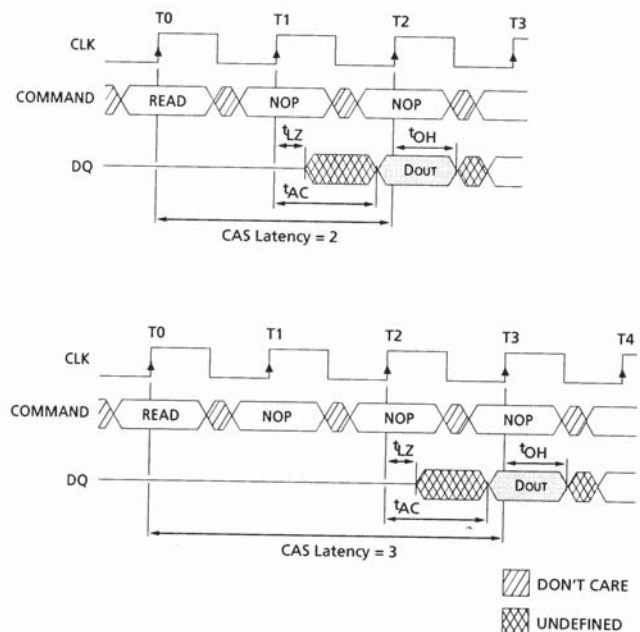 T0 T1 T2 T3
CLK
COMMAND READ NOP NOP
tLZ tOH
DQ DOUT
tAC
CAS Latency = 2
T0 T1 T2 T3 T4
CLK
COMMAND READ NOP NOP NOP
tLZ tOH
DQ DOUT
tAC
CAS Latency = 3
DON'T CARE
UNDEFINED